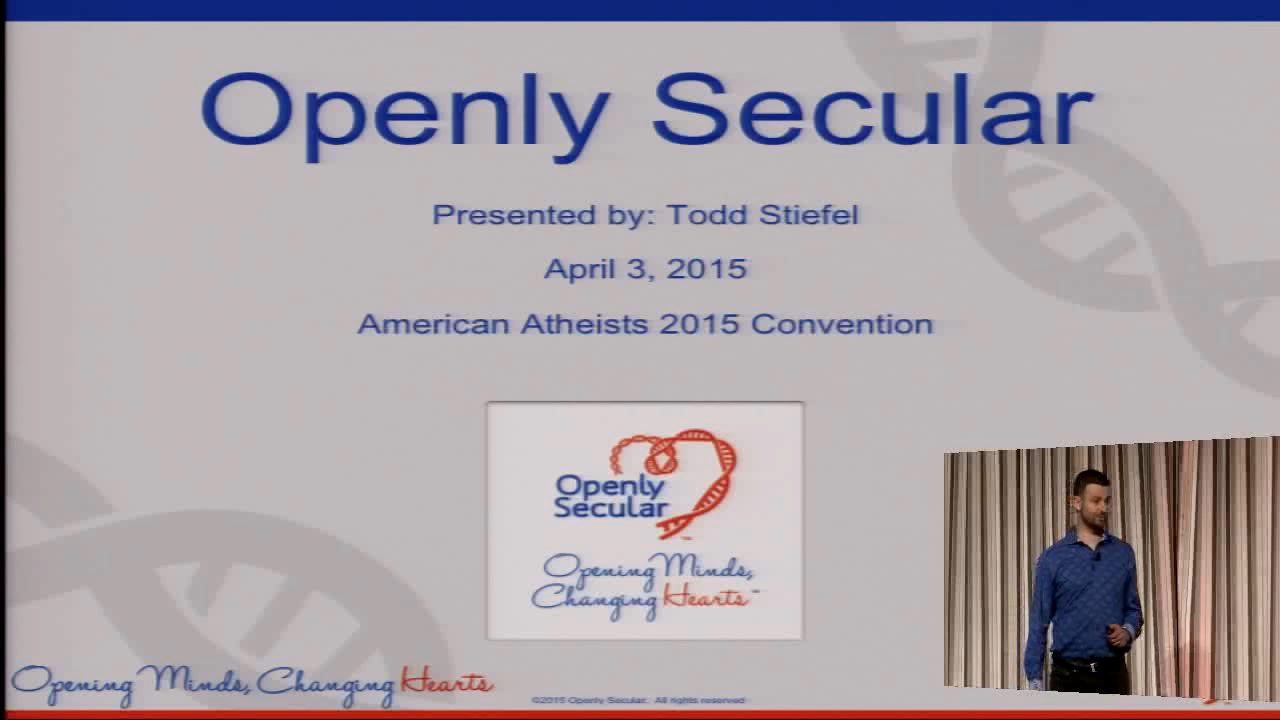 Openly Secular
Presented by: Todd Stiefel
April 3, 2015
American Atheists 2015 Convention
Openly
Secular
Opening Minds,
Changing Hearts™
Opening Minds, Changing Hearts
©2015 Openly Secular. All rights reserved